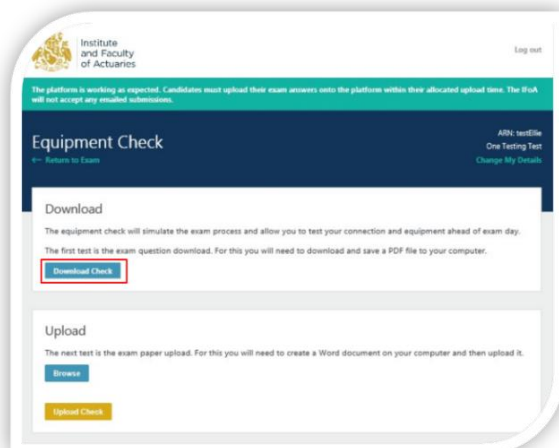 Institute
and Faculty
of Actuaries
Log out
The platform is working as expected. Candidates must upload their exam answers onto the platform within their allocated upload time. The IFoA
will not accept any emailed submissions.
Equipment Check
← Return to Exam
ARN: testEllie
One Testing Test
Change My Details
Download
The equipment check will simulate the exam process and allow you to test your connection and equipment ahead of exam day.
The first test is the exam question download. For this you will need to download and save a PDF file to your computer.
Download Check
Upload
The next test is the exam paper upload. For this you will need to create a Word document on your computer and then upload it.
Browse
Upload Check